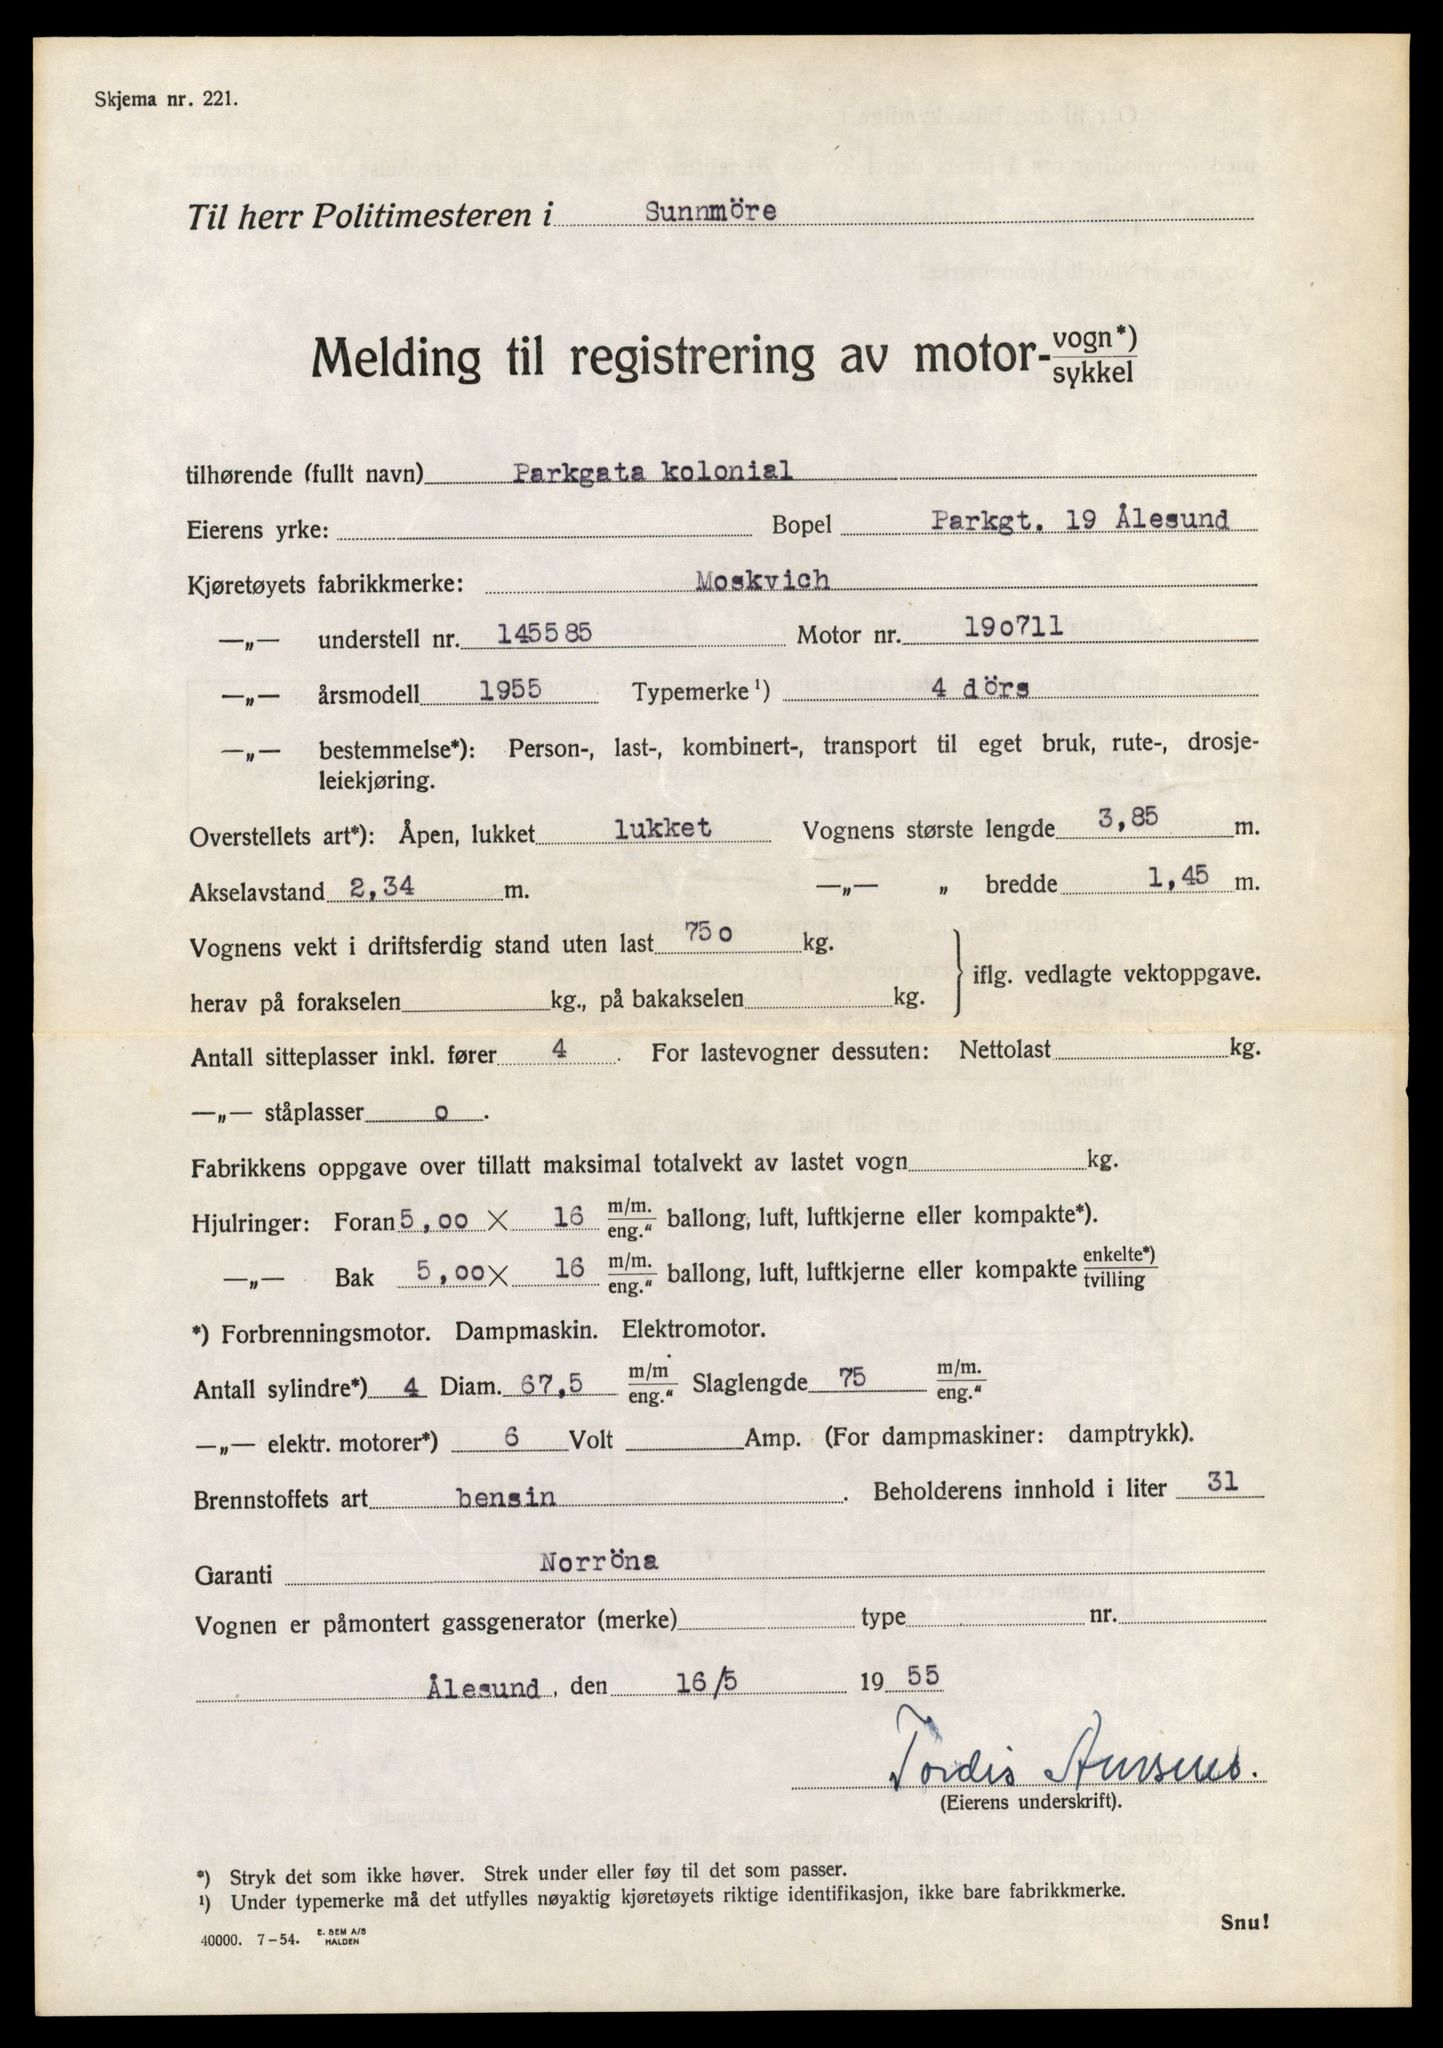 Skjema nr. 221.
Til herr Politimesteren i Sunnmöre
Melding til registrering av motor-vogn*)
sykkel
tilhørende (fullt navn) Parkgata kolonial
Eierens yrke: Bopel Parkgt. 19 Ålesund
Kjøretøyets fabrikkmerke: Moskvich
—„— understell nr. 145585 Motor nr. 190711
—„— årsmodell 1955 Typemerke¹) 4 dörs
—„— bestemmelse*): Person-, last-, kombinert-, transport til eget bruk, rute-, drosje-
leiekjøring.
Overstellets art*): Åpen, lukket lukket Vognens største lengde 3,85 m.
Akselavstand 2,34 m. —„— „ bredde 1,45 m.
Vognens vekt i driftsferdig stand uten last 750 kg.
iflg. vedlagte vektoppgave.
herav på forakselen kg., på bakakselen kg.
Antall sitteplasser inkl. fører 4. For lastevogner dessuten: Nettolast kg.
—„— ståplasser o.
Fabrikkens oppgave over tillatt maksimal totalvekt av lastet vogn kg.
Hjulringer: Foran 5,00 × 16 m/m. eng." ballong, luft, luftkjerne eller kompakte*).
—„— Bak 5,00 × 16 m/m. eng." ballong, luft, luftkjerne eller kompakte enkelte*) tvilling
*) Forbrenningsmotor. Dampmaskin. Elektromotor.
Antall sylindre*) 4 Diam. 67,5 m/m eng." Slaglengde 75 m/m. eng."
—„— elektr. motorer*) 6 Volt Amp. (For dampmaskiner: damptrykk).
Brennstoffets art bensin. Beholderens innhold i liter 31
Garanti Norröna
Vognen er påmontert gassgenerator (merke) type nr.
Ålesund, den 16/5 19 55
Tordis
(Eierens underskrift).
*) Stryk det som ikke høver. Strek under eller føy til det som passer.
¹) Under typemerke må det utfylles nøyaktig kjøretøyets riktige identifikasjon, ikke bare fabrikkmerke.
Snu!
40000. 7-54. E. SEM A/S
HALDEN